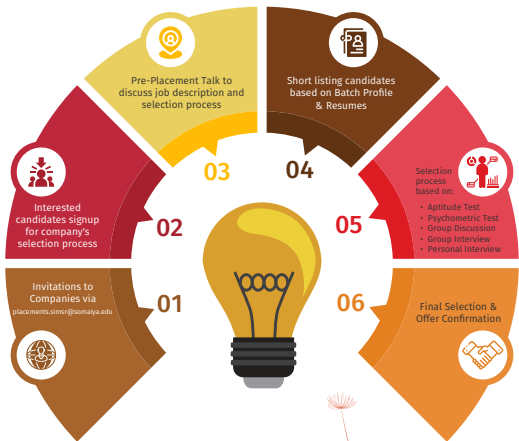 Invitations to
Companies via
placements.simsr@somaiya.edu
01
Interested
candidates signup
for company's
selection process
02
Pre-Placement Talk to
discuss job description and
selection process
03
Short listing candidates
based on Batch Profile
& Resumes
04
Selection
process
based on:
• Aptitude Test
• Psychometric Test
• Group Discussion
• Group Interview
• Personal Interview
05
Final Selection &
Offer Confirmation
06